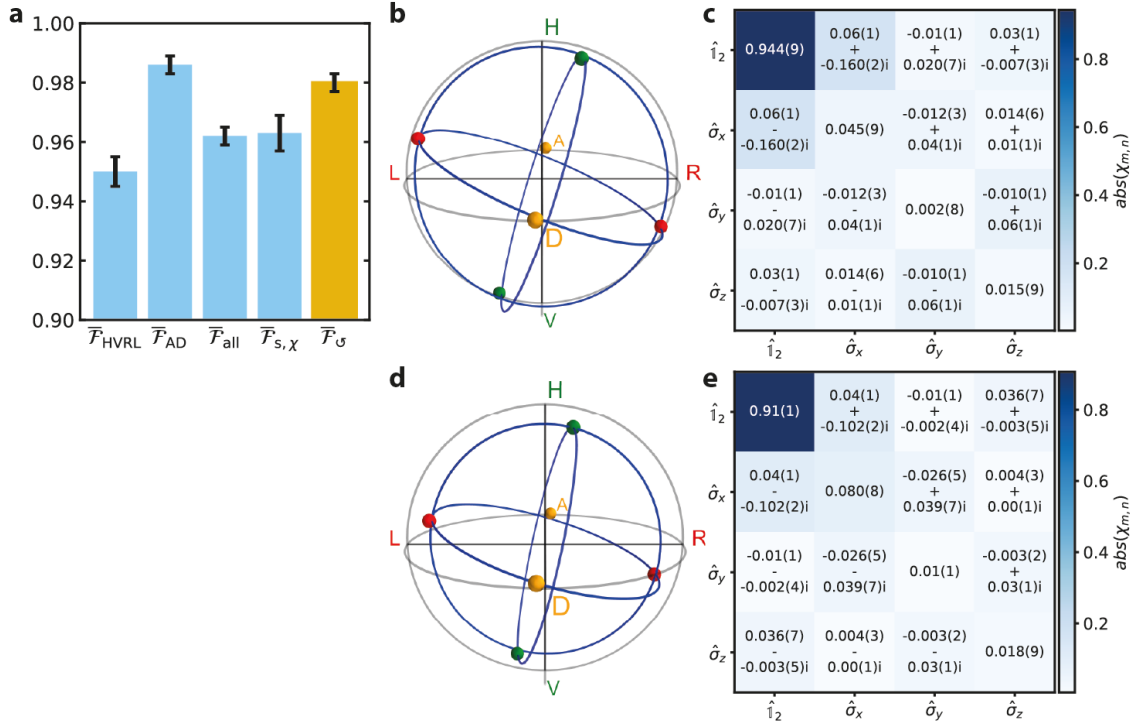 a
1.00
0.98
0.96
0.94
0.92
0.90
F̅HVRL
F̅AD
F̅all
F̅s, χ
F̅↺
b
H
A
L
R
D
V
c
𝟙̂₂
0.944(9)
0.06(1)
+
-0.160(2)i
-0.01(1)
+
0.020(7)i
0.03(1)
+
-0.007(3)i
σ̂x
0.06(1)
-
-0.160(2)i
0.045(9)
-0.012(3)
+
0.04(1)i
0.014(6)
+
0.01(1)i
σ̂y
-0.01(1)
-
0.020(7)i
-0.012(3)
-
0.04(1)i
0.002(8)
-0.010(1)
+
0.06(1)i
σ̂z
0.03(1)
-
-0.007(3)i
0.014(6)
-
0.01(1)i
-0.010(1)
-
0.06(1)i
0.015(9)
𝟙̂₂
σ̂x
σ̂y
σ̂z
0.8
0.6
0.4
0.2
abs(χm,n)
d
H
A
L
R
D
V
e
𝟙̂₂
0.91(1)
0.04(1)
+
-0.102(2)i
-0.01(1)
+
-0.002(4)i
0.036(7)
+
-0.003(5)i
σ̂x
0.04(1)
-
-0.102(2)i
0.080(8)
-0.026(5)
+
0.039(7)i
0.004(3)
+
0.00(1)i
σ̂y
-0.01(1)
-
-0.002(4)i
-0.026(5)
-
0.039(7)i
0.01(1)
-0.003(2)
+
0.03(1)i
σ̂z
0.036(7)
-
-0.003(5)i
0.004(3)
-
0.00(1)i
-0.003(2)
-
0.03(1)i
0.018(9)
𝟙̂₂
σ̂x
σ̂y
σ̂z
0.8
0.6
0.4
0.2
abs(χm,n)